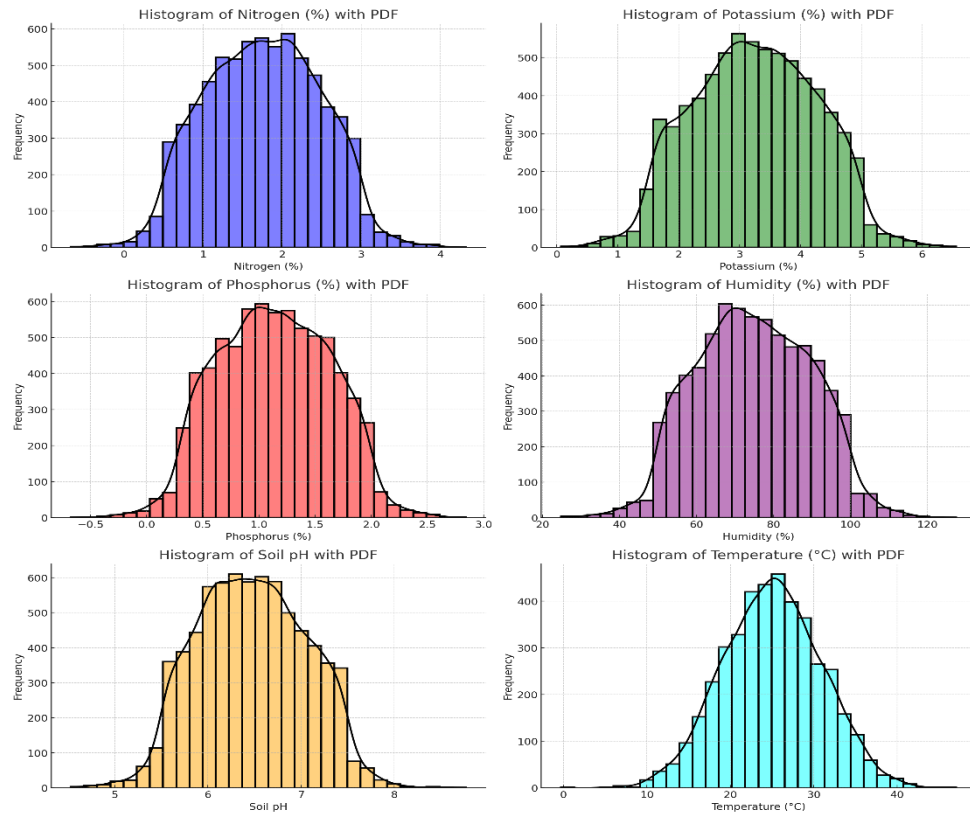 Histogram of Nitrogen (%) with PDF
600
500
400
300
200
100
0
Frequency
0 1 2 3 4
Nitrogen (%)
Histogram of Potassium (%) with PDF
500
400
300
200
100
0
Frequency
0 1 2 3 4 5 6
Potassium (%)
Histogram of Phosphorus (%) with PDF
600
500
400
300
200
100
0
Frequency
−0.5 0.0 0.5 1.0 1.5 2.0 2.5 3.0
Phosphorus (%)
Histogram of Humidity (%) with PDF
600
500
400
300
200
100
0
Frequency
20 40 60 80 100 120
Humidity (%)
Histogram of Soil pH with PDF
600
500
400
300
200
100
0
Frequency
5 6 7 8
Soil pH
Histogram of Temperature (°C) with PDF
400
300
200
100
0
Frequency
0 10 20 30 40
Temperature (°C)